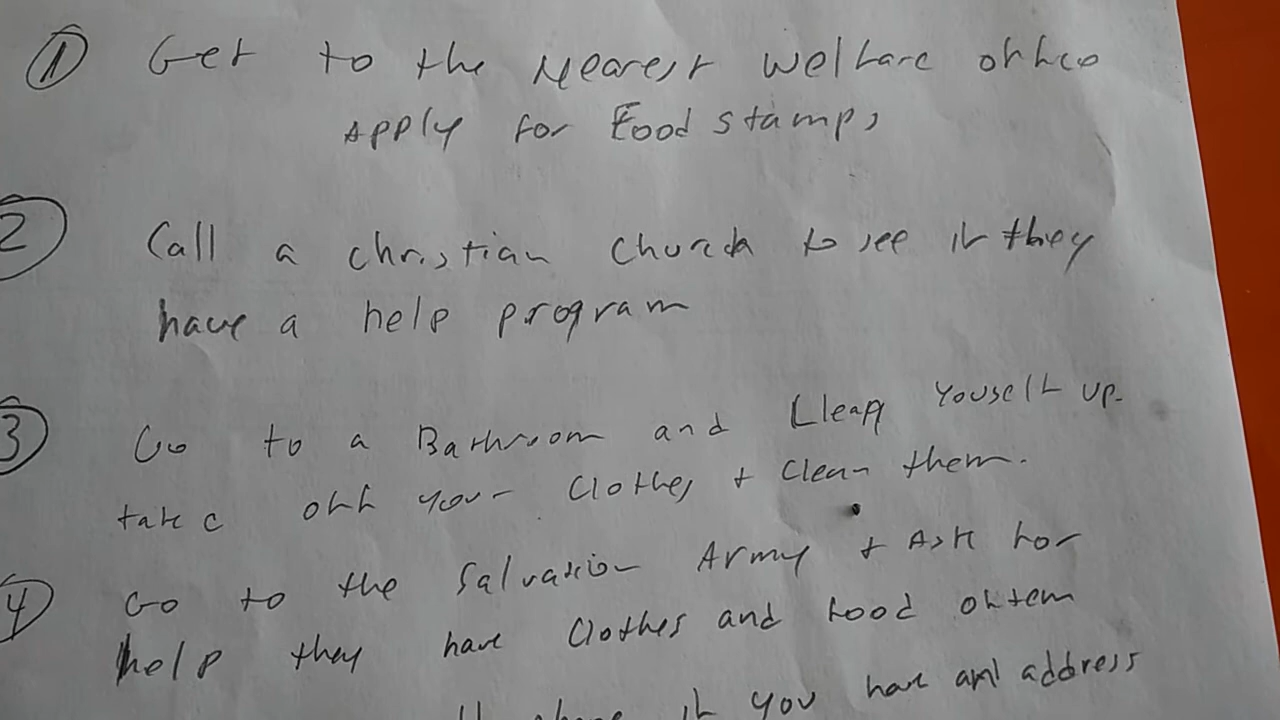 ① Get to the Nearest welfare office
Apply for Food stamps
② Call a christian church to see if they
have a help program
③ Go to a Bathroom and Clean Youself up.
take off your clothes + clean them.
④ Go to the Salvation Army + Ask for
help they have clothes and food oftem
if you have an address